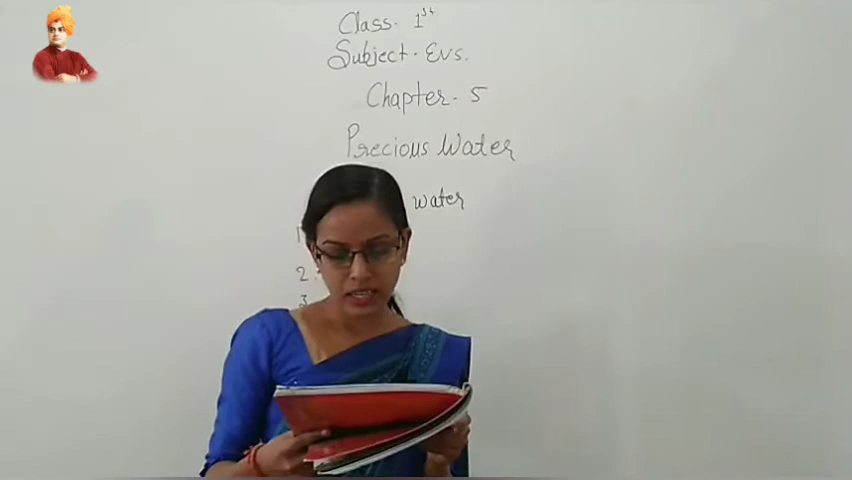 Class - 1st
Subject - Evs.
Chapter - 5
Precious Water
water
1
2.
3